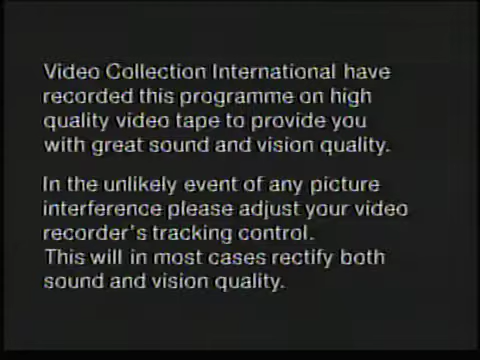 Video Collection International have
recorded this programme on high
quality video tape to provide you
with great sound and vision quality.
In the unlikely event of any picture
interference please adjust your video
recorder's tracking control.
This will in most cases rectify both
sound and vision quality.